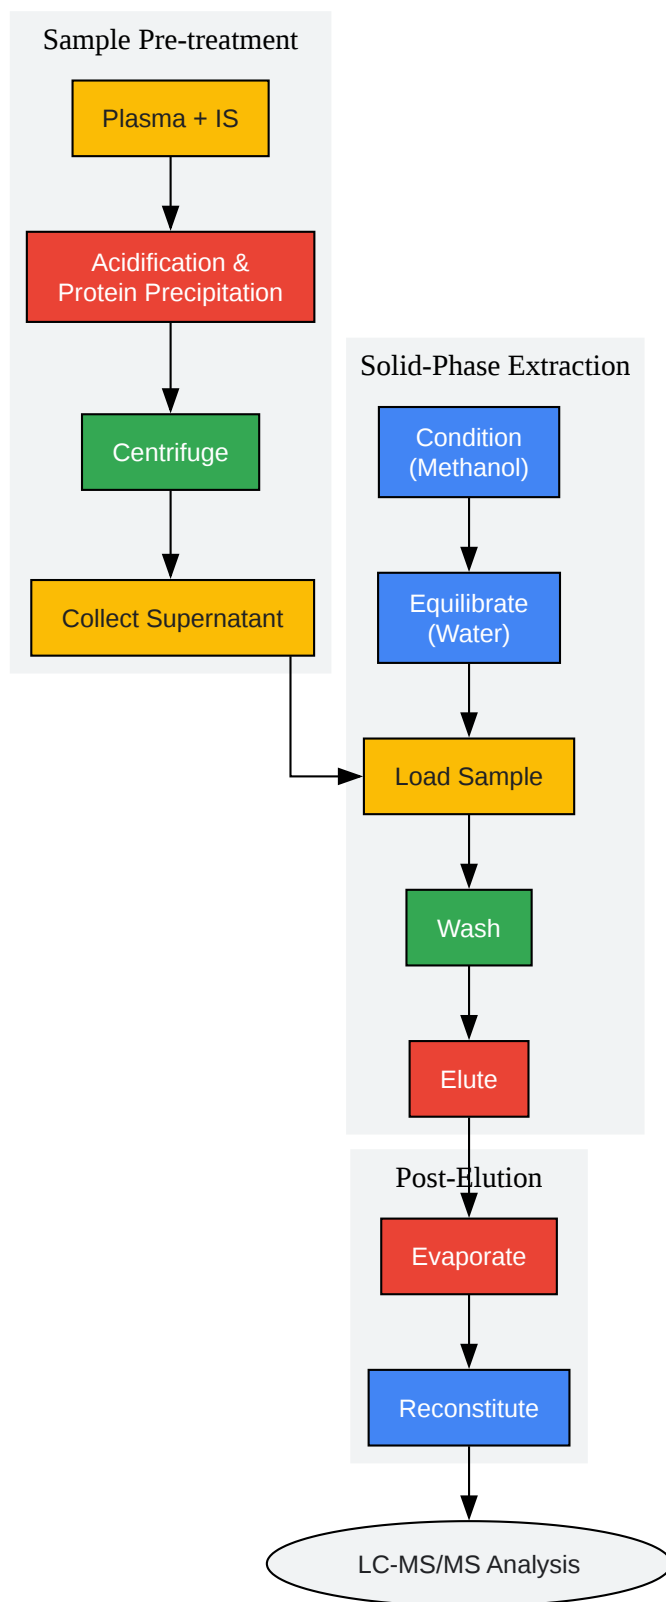 Sample Pre-treatment
Plasma + IS
Acidification &
Protein Precipitation
Centrifuge
Collect Supernatant
Solid-Phase Extraction
Condition
(Methanol)
Equilibrate
(Water)
Load Sample
Wash
Elute
Post-Elution
Evaporate
Reconstitute
LC-MS/MS Analysis